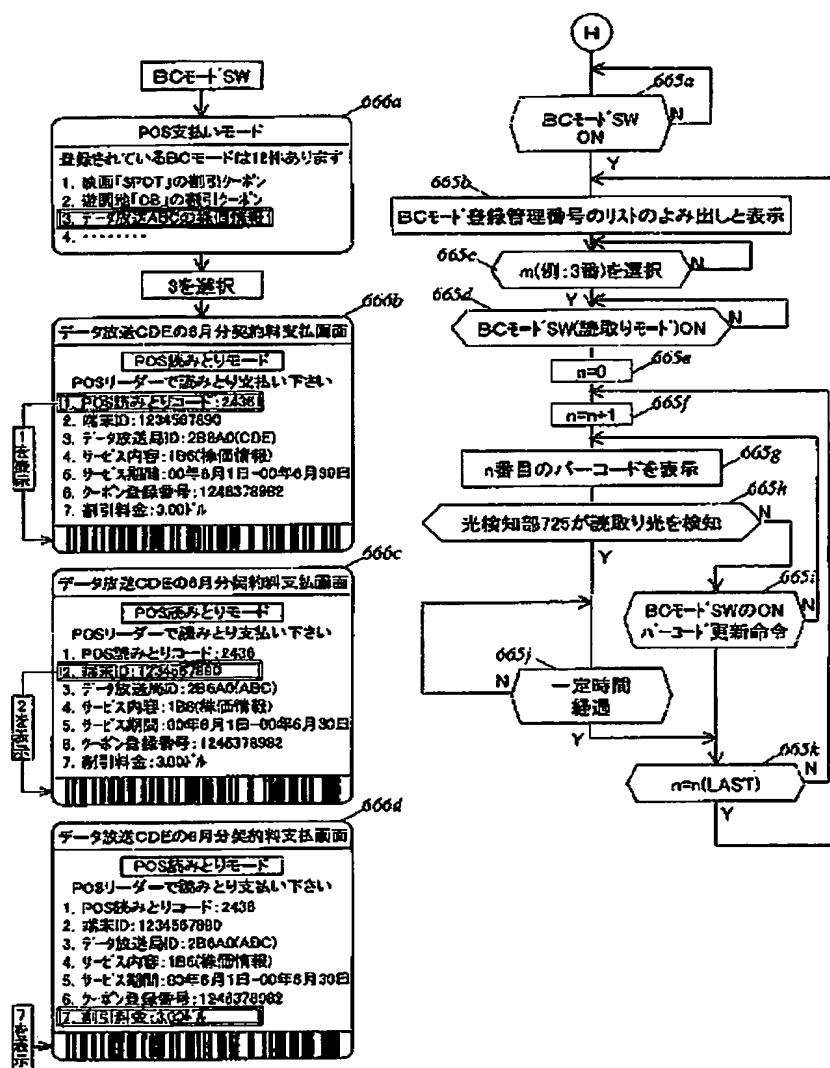 BCモードSW
666a
POS支払いモード
登録されているBCモードは12件あります
1. 映画「SPOT」の割引クーポン
2. 遊園地「CB」の割引クーポン
3. データ放送ABCの株価情報
4. ・・・・・・・・
3を選択
666b
データ放送CDEの6月分契約料支払画面
POS読みとりモード
POSリーダーで読みとり支払い下さい
1. POS読みとりコード:2436
2. 端末ID:1234567890
3. データ放送局ID:2B6A0(CDE)
4. サービス内容:1B6(株価情報)
5. サービス期間:00年6月1日-00年6月30日
6. クーポン登録番号:1246378982
7. 割引料金:3.00ドル
1を表示
666c
データ放送CDEの6月分契約料支払画面
POS読みとりモード
POSリーダーで読みとり支払い下さい
1. POS読みとりコード:2436
2. 端末ID:1234567890
3. データ放送局ID:2B6A0(ABC)
4. サービス内容:1B6(株価情報)
5. サービス期間:00年6月1日-00年6月30日
6. クーポン登録番号:1246378982
7. 割引料金:3.00ドル
2を表示
666d
データ放送CDEの6月分契約料支払画面
POS読みとりモード
POSリーダーで読みとり支払い下さい
1. POS読みとりコード:2436
2. 端末ID:1234567890
3. データ放送局ID:2B6A0(ABC)
4. サービス内容:1B6(株価情報)
5. サービス期間:00年6月1日-00年6月30日
6. クーポン登録番号:1246378982
7. 割引料金:3.00ドル
7を表示
H
665a
BCモードSW
ON
N
Y
665b
BCモード登録管理番号のリストのよみ出しと表示
665c
m(例:3番)を選択
N
Y
665d
BCモードSW(読取りモード)ON
N
n=0
665e
n=n+1
665f
n番目のバーコードを表示
665g
665h
光検知部725が読取り光を検知
N
Y
665i
BCモードSWのON
バーコード更新命令
N
665j
一定時間
経過
N
Y
665k
n=n(LAST)
N
Y